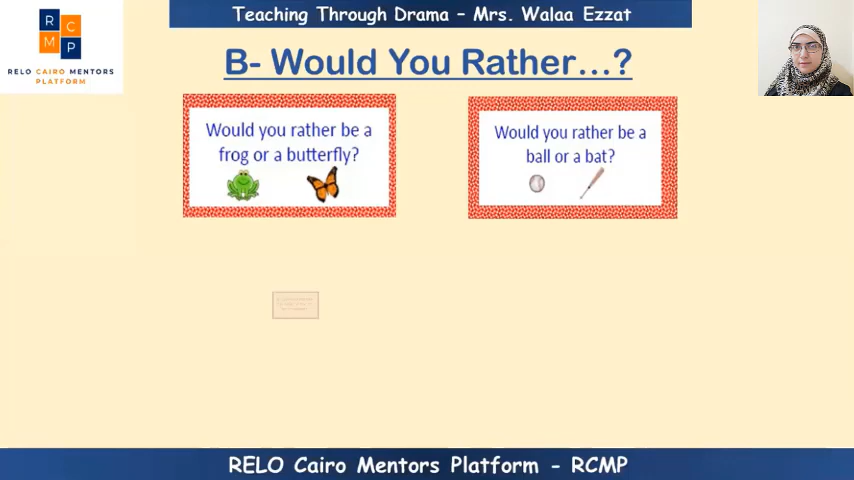 Teaching Through Drama – Mrs. Walaa Ezzat
R
C
M
P
RELO CAIRO MENTORS
PLATFORM
B- Would You Rather...?
Would you rather be a
frog or a butterfly?
Would you rather be a
ball or a bat?
RELO Cairo Mentors Platform - RCMP